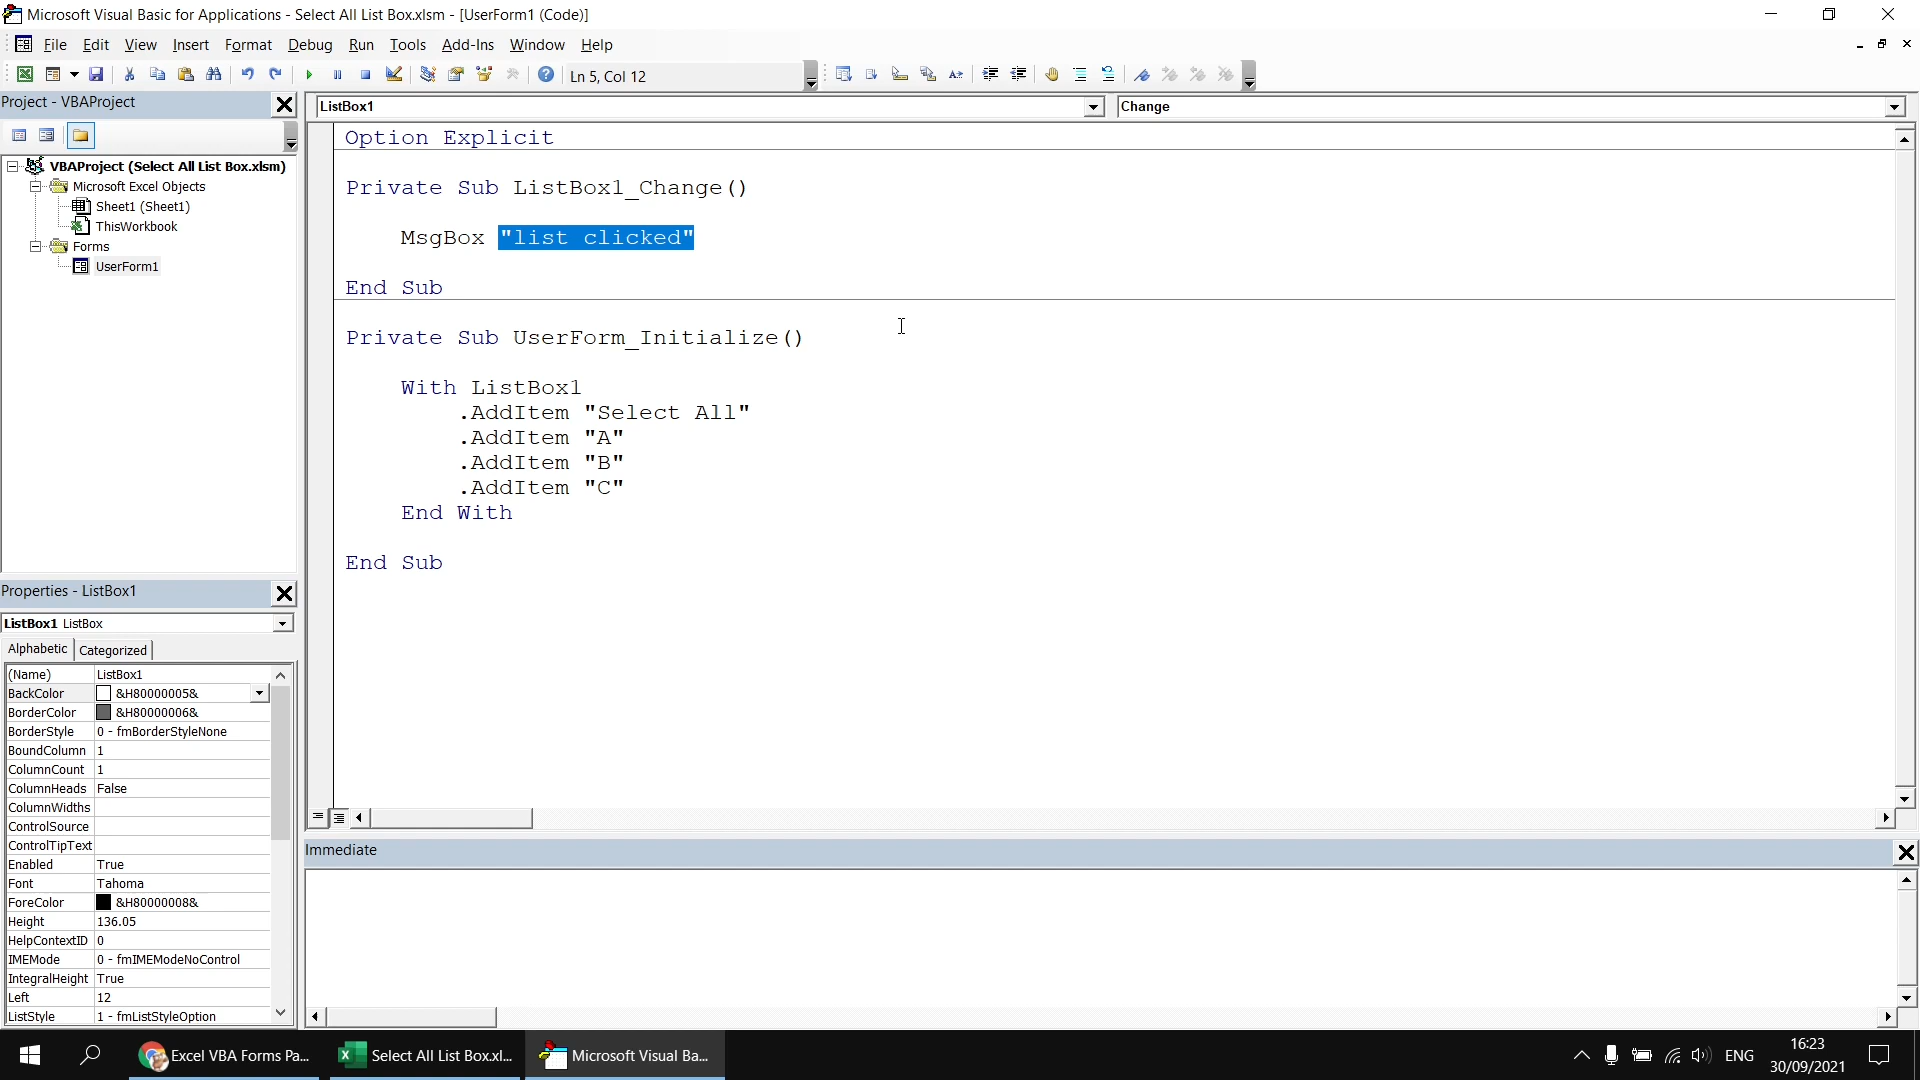 Microsoft Visual Basic for Applications - Select All List Box.xlsm - [UserForm1 (Code)]
File Edit View Insert Format Debug Run Tools Add-Ins Window Help
Ln 5, Col 12
Project - VBAProject
VBAProject (Select All List Box.xlsm)
Microsoft Excel Objects
Sheet1 (Sheet1)
ThisWorkbook
Forms
UserForm1
ListBox1 Change
Option Explicit
Private Sub ListBox1_Change()
MsgBox "list clicked"
End Sub
Private Sub UserForm_Initialize()
With ListBox1
.AddItem "Select All"
.AddItem "A"
.AddItem "B"
.AddItem "C"
End With
End Sub
Properties - ListBox1
ListBox1 ListBox
Alphabetic Categorized
(Name) ListBox1
BackColor &H80000005&
BorderColor &H80000006&
BorderStyle 0 - fmBorderStyleNone
BoundColumn 1
ColumnCount 1
ColumnHeads False
ColumnWidths
ControlSource
ControlTipText
Enabled True
Font Tahoma
ForeColor &H80000008&
Height 136.05
HelpContextID 0
IMEMode 0 - fmIMEModeNoControl
IntegralHeight True
Left 12
ListStyle 1 - fmListStyleOption
Immediate
Excel VBA Forms Pa...
Select All List Box.xl...
Microsoft Visual Ba...
ENG
16:23
30/09/2021